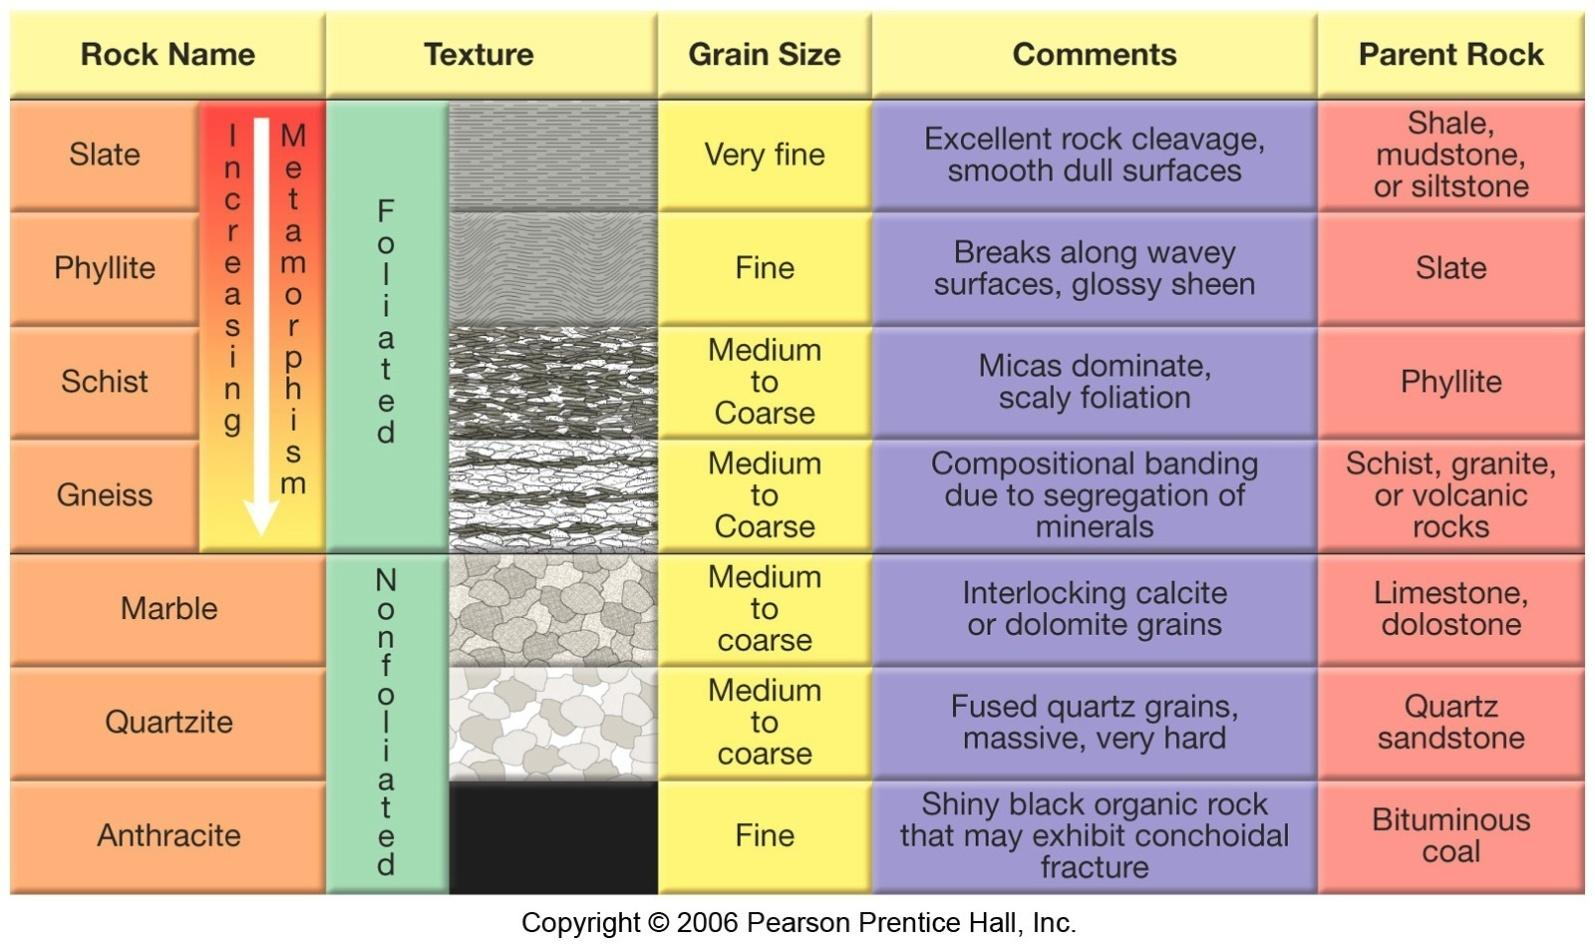 Rock Name
Texture
Grain Size
Comments
Parent Rock
Increasing
Metamorphism
Foliated
Slate
Very fine
Excellent rock cleavage,
smooth dull surfaces
Shale,
mudstone,
or siltstone
Phyllite
Fine
Breaks along wavey
surfaces, glossy sheen
Slate
Schist
Medium
to
Coarse
Micas dominate,
scaly foliation
Phyllite
Gneiss
Medium
to
Coarse
Compositional banding
due to segregation of
minerals
Schist, granite,
or volcanic
rocks
Nonfoliated
Marble
Medium
to
coarse
Interlocking calcite
or dolomite grains
Limestone,
dolostone
Quartzite
Medium
to
coarse
Fused quartz grains,
massive, very hard
Quartz
sandstone
Anthracite
Fine
Shiny black organic rock
that may exhibit conchoidal
fracture
Bituminous
coal
Copyright © 2006 Pearson Prentice Hall, Inc.